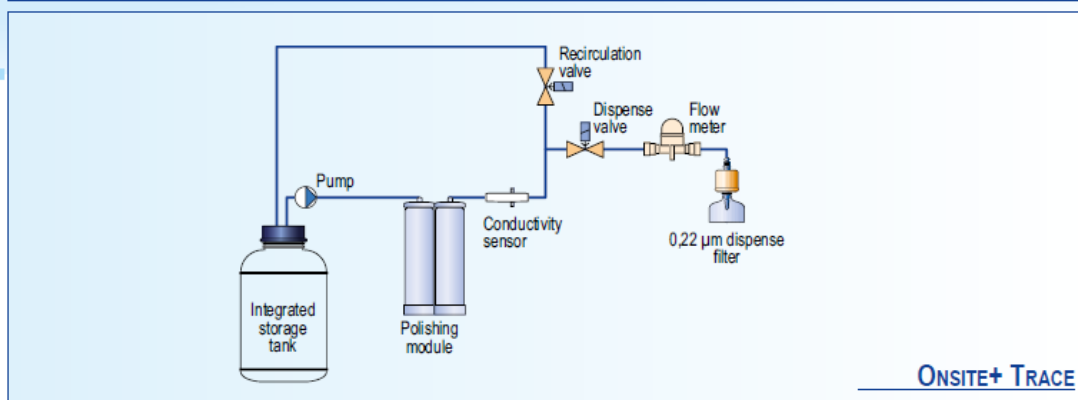 Recirculation
valve
Dispense
valve
Flow
meter
Pump
Conductivity
sensor
0,22 µm dispense
filter
Integrated
storage
tank
Polishing
module
ONSITE+ TRACE